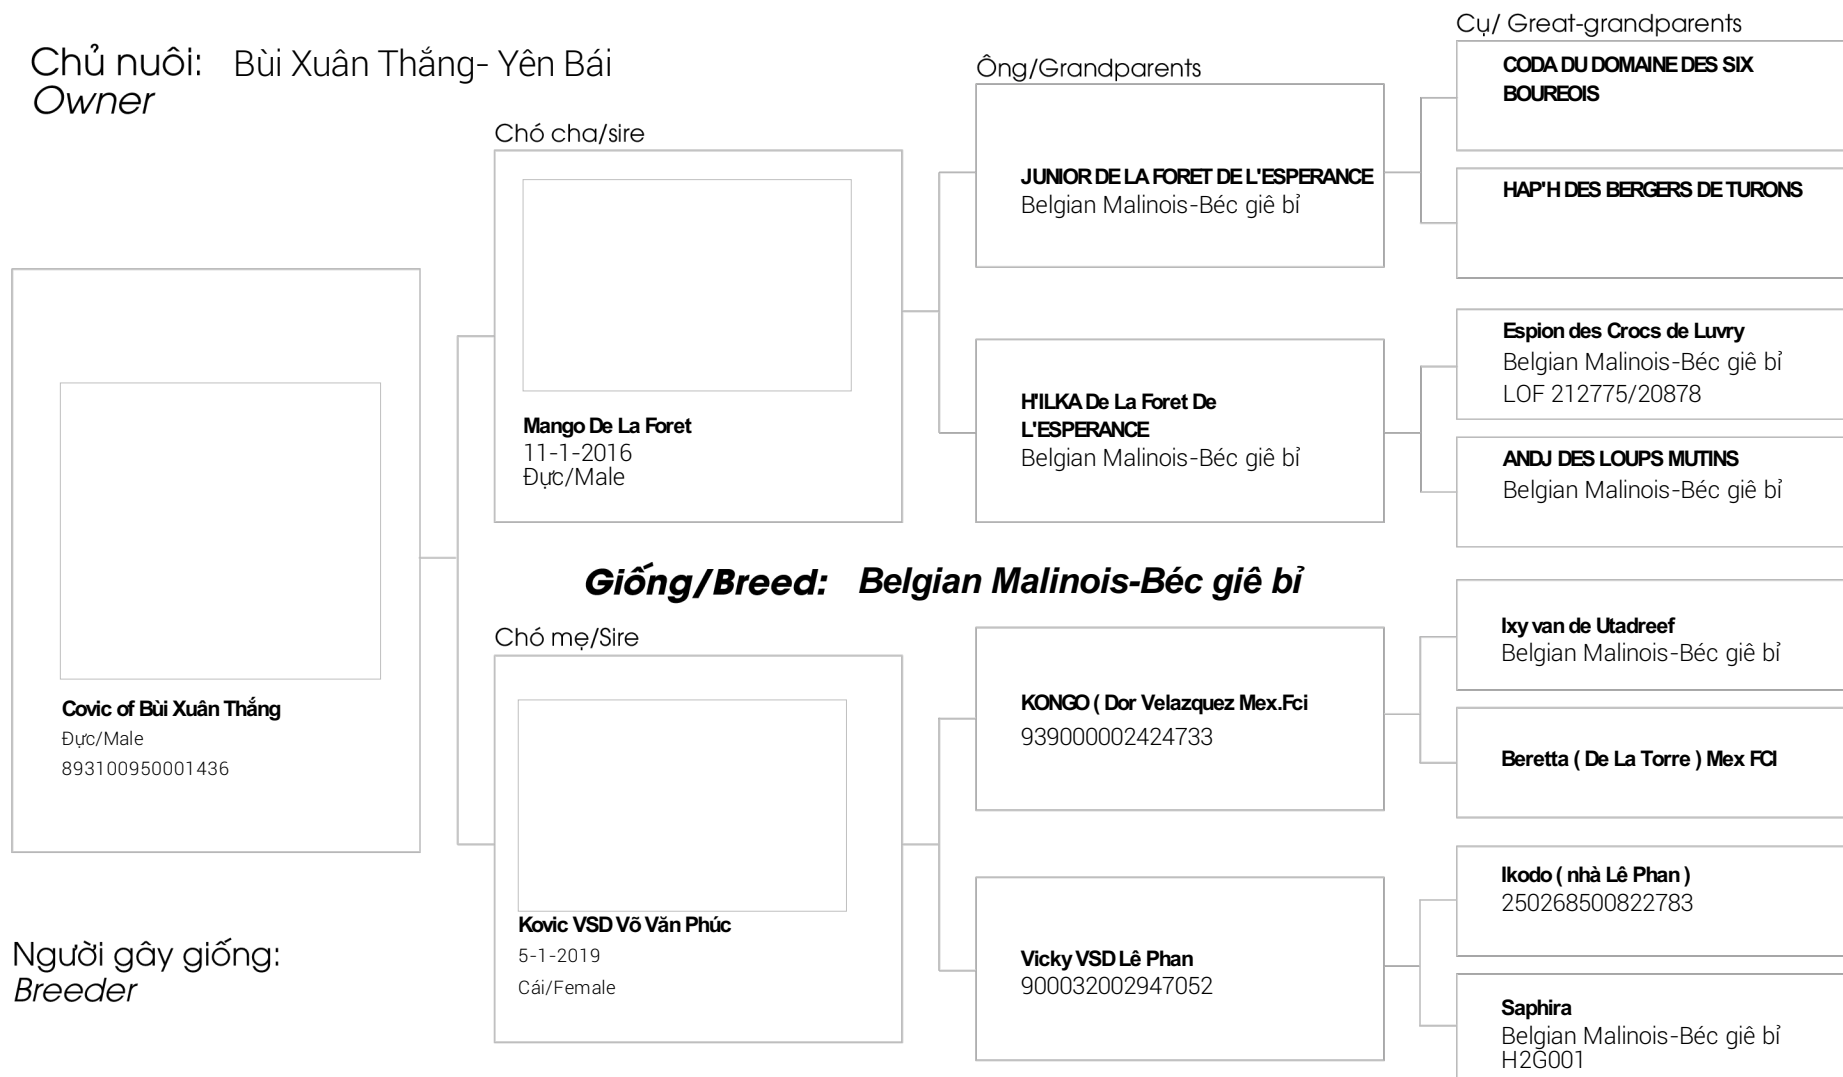 Chủ nuôi: Bùi Xuân Thắng- Yên Bái
Owner
Covic of Bùi Xuân Thắng
Đực/Male
893100950001436
Người gây giống:
Breeder
Chó cha/sire
Mango De La Foret
11-1-2016
Đực/Male
Giống/Breed: Belgian Malinois-Béc giê bỉ
Chó mẹ/Sire
Kovic VSD Võ Văn Phúc
5-1-2019
Cái/Female
Ông/Grandparents
JUNIOR DE LA FORET DE L'ESPERANCE
Belgian Malinois-Béc giê bỉ
H'ILKA De La Foret De
L'ESPERANCE
Belgian Malinois-Béc giê bỉ
KONGO ( Dor Velazquez Mex.Fci
939000002424733
Vicky VSD Lê Phan
900032002947052
Cụ/ Great-grandparents
CODA DU DOMAINE DES SIX
BOUREOIS
HAP'H DES BERGERS DE TURONS
Espion des Crocs de Luvry
Belgian Malinois-Béc giê bỉ
LOF 212775/20878
ANDJ DES LOUPS MUTINS
Belgian Malinois-Béc giê bỉ
Ixy van de Utadreef
Belgian Malinois-Béc giê bỉ
Beretta ( De La Torre ) Mex FCI
Ikodo ( nhà Lê Phan )
250268500822783
Saphira
Belgian Malinois-Béc giê bỉ
H2G001